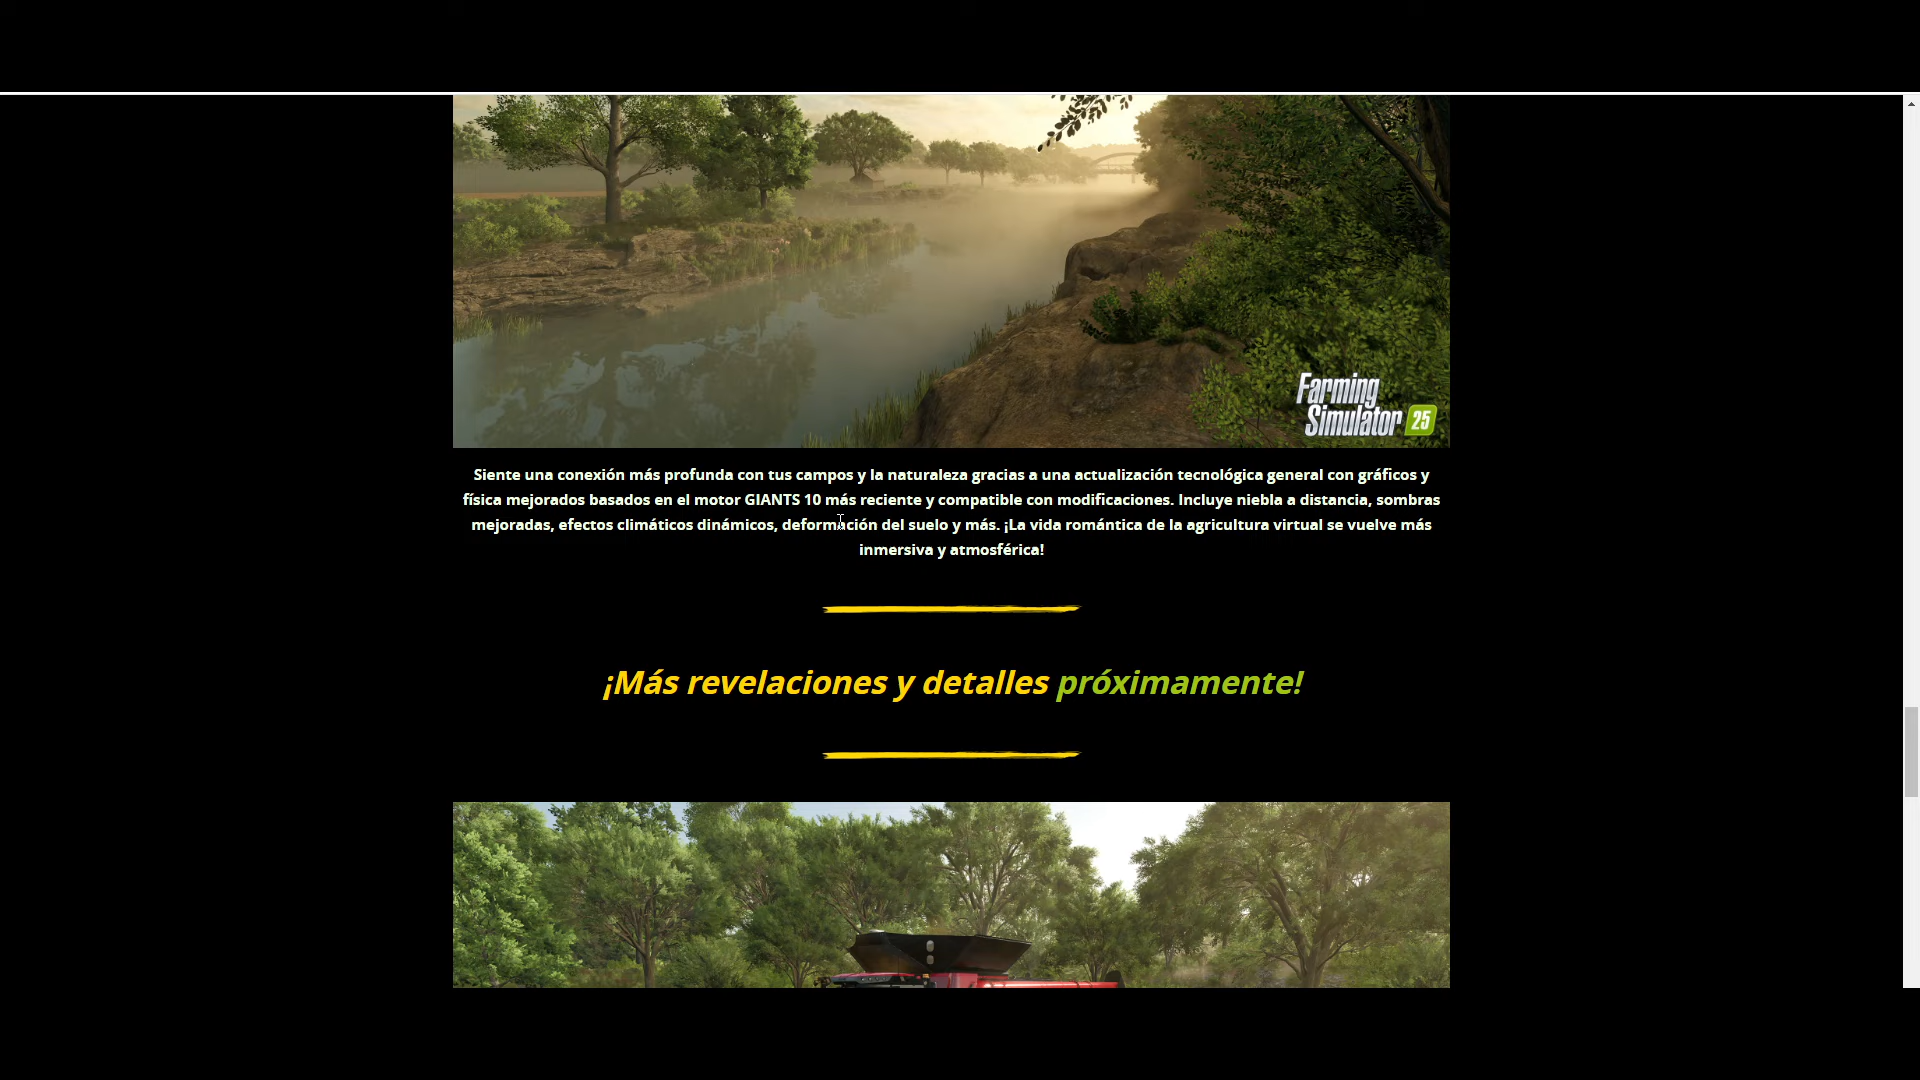 Farming
Simulator 25
Siente una conexión más profunda con tus campos y la naturaleza gracias a una actualización tecnológica general con gráficos y
física mejorados basados en el motor GIANTS 10 más reciente y compatible con modificaciones. Incluye niebla a distancia, sombras
mejoradas, efectos climáticos dinámicos, deformación del suelo y más. ¡La vida romántica de la agricultura virtual se vuelve más
inmersiva y atmosférica!
¡Más revelaciones y detalles próximamente!